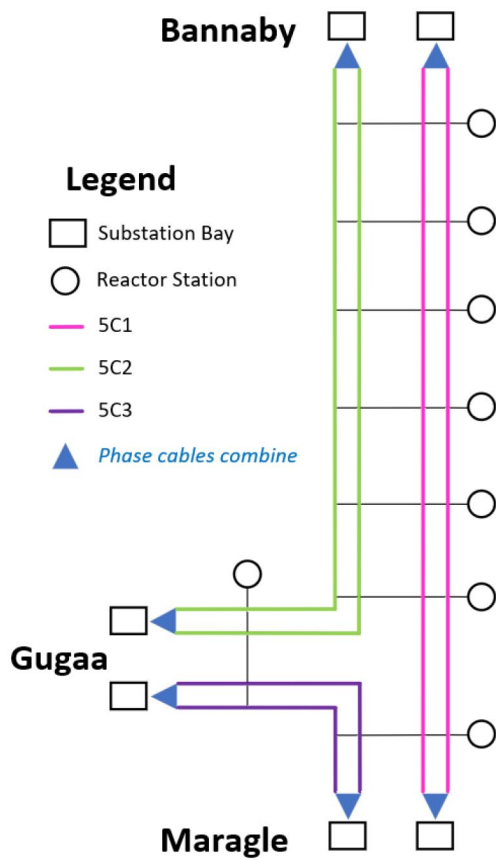 Bannaby
Legend
Substation Bay
Reactor Station
5C1
5C2
5C3
Phase cables combine
Gugaa
Maragle